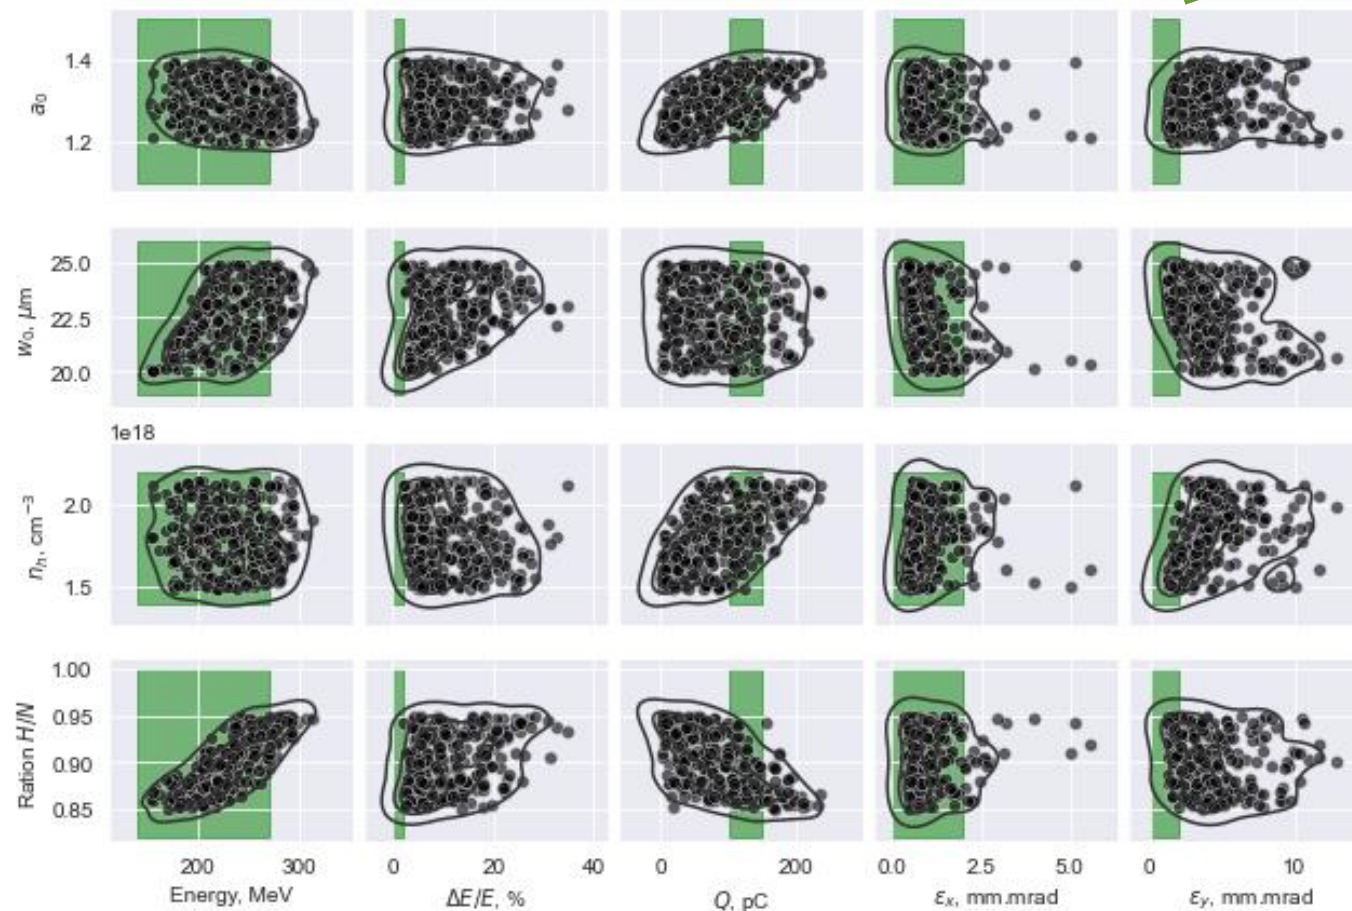 1.4
a₀
1.2
25.0
w₀, μm
22.5
20.0
1e18
2.0
nₕ, cm⁻³
1.5
1.00
0.95
Ration H/N
0.90
0.85
200 300 0 20 40 0 200 0.0 2.5 5.0 0 10
Energy, MeV ΔE/E, % Q, pC εₓ, mm.mrad εᵧ, mm.mrad